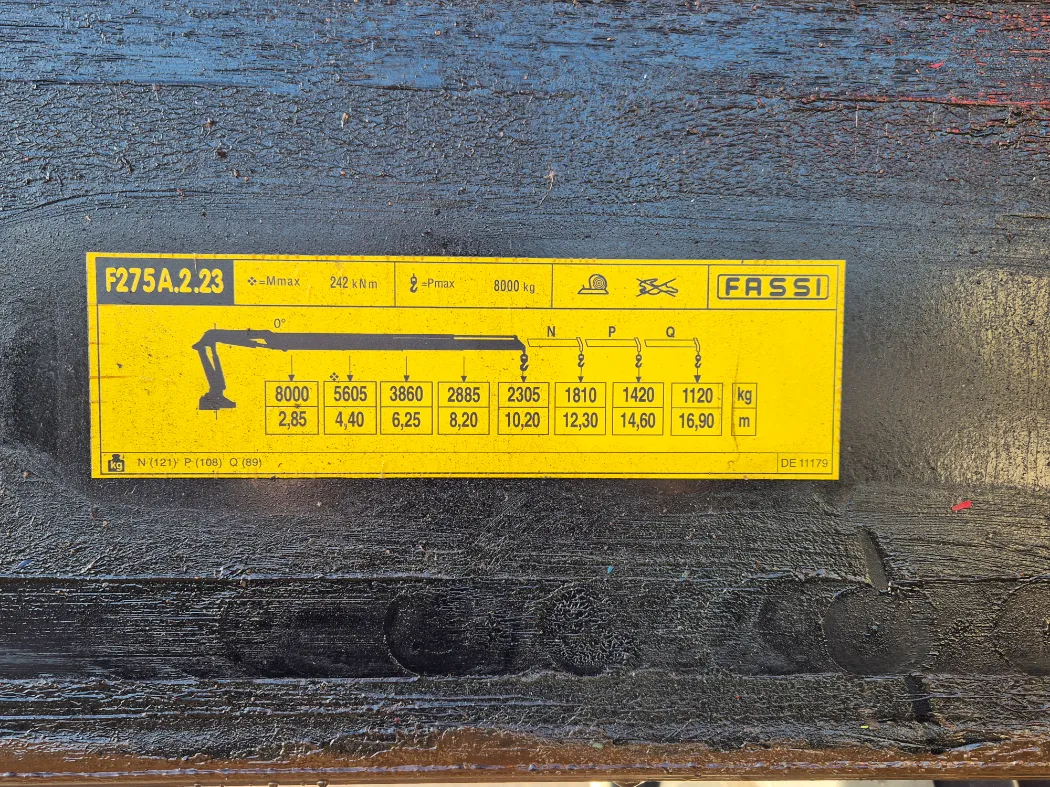 F275A.2.23 =Mmax 242 kNm =Pmax 8000 kg FASSI
0° N P Q
8000 5605 3860 2885 2305 1810 1420 1120 kg
2,85 4,40 6,25 8,20 10,20 12,30 14,60 16,90 m
kg N (121) P (108) Q (89) DE 11179